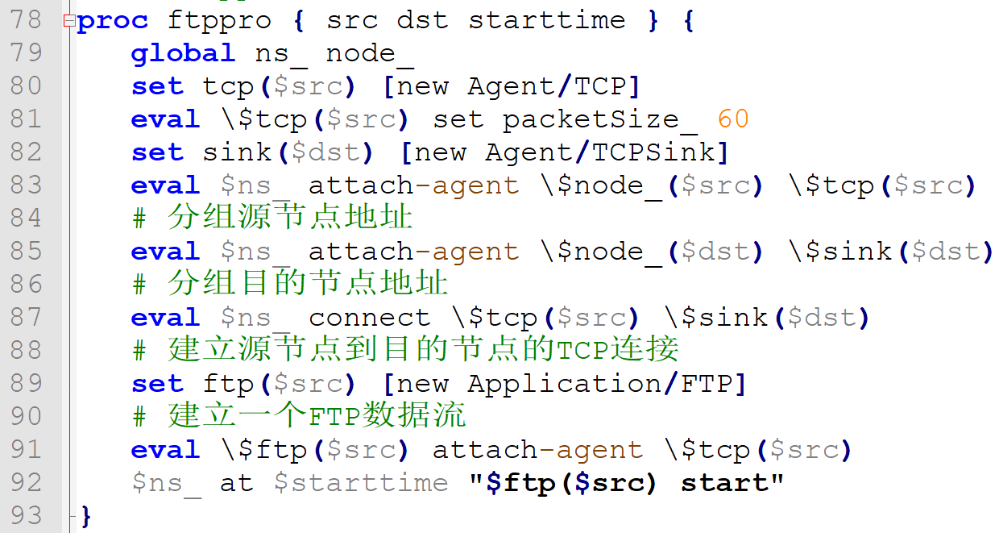 78 proc ftppro { src dst starttime } {
79 global ns_ node_
80 set tcp($src) [new Agent/TCP]
81 eval \$tcp($src) set packetSize_ 60
82 set sink($dst) [new Agent/TCPSink]
83 eval $ns_ attach-agent \$node_($src) \$tcp($src)
84 # 分组源节点地址
85 eval $ns_ attach-agent \$node_($dst) \$sink($dst)
86 # 分组目的节点地址
87 eval $ns_ connect \$tcp($src) \$sink($dst)
88 # 建立源节点到目的节点的TCP连接
89 set ftp($src) [new Application/FTP]
90 # 建立一个FTP数据流
91 eval \$ftp($src) attach-agent \$tcp($src)
92 $ns_ at $starttime "$ftp($src) start"
93 }